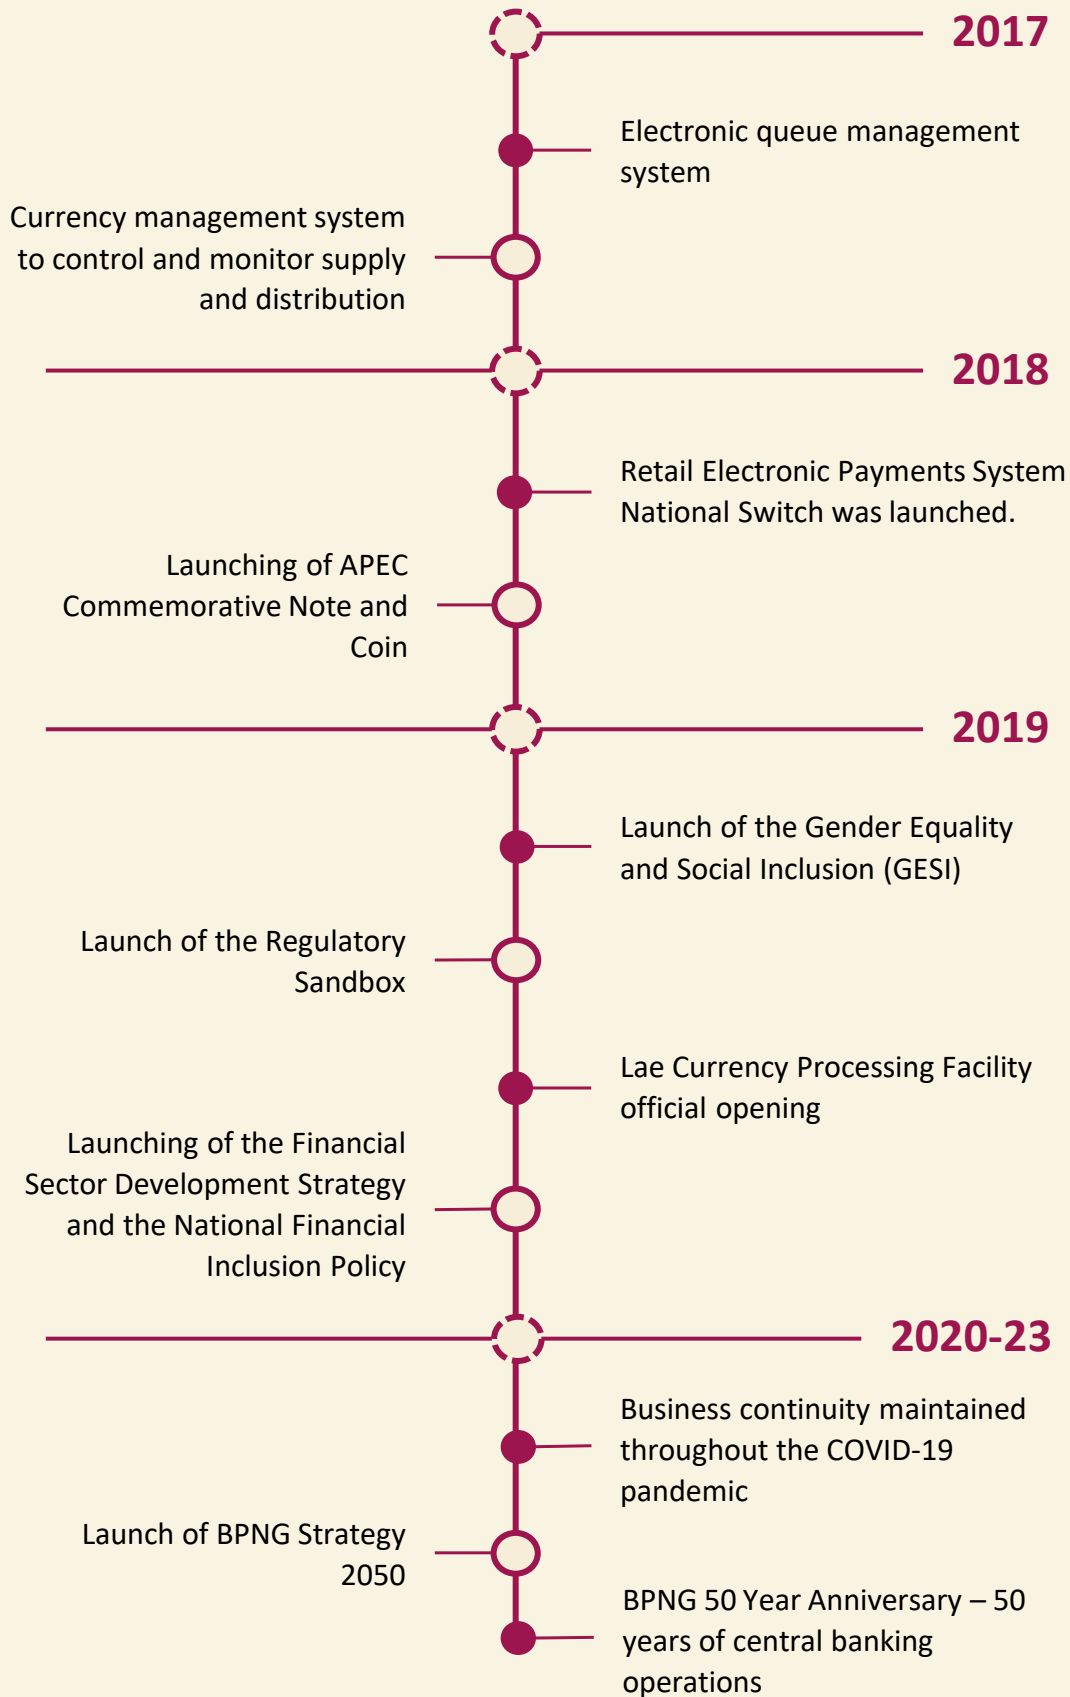 2017
Electronic queue management
system
Currency management system
to control and monitor supply
and distribution
2018
Retail Electronic Payments System
National Switch was launched.
Launching of APEC
Commemorative Note and
Coin
2019
Launch of the Gender Equality
and Social Inclusion (GESI)
Launch of the Regulatory
Sandbox
Lae Currency Processing Facility
official opening
Launching of the Financial
Sector Development Strategy
and the National Financial
Inclusion Policy
2020-23
Business continuity maintained
throughout the COVID-19
pandemic
Launch of BPNG Strategy
2050
BPNG 50 Year Anniversary – 50
years of central banking
operations